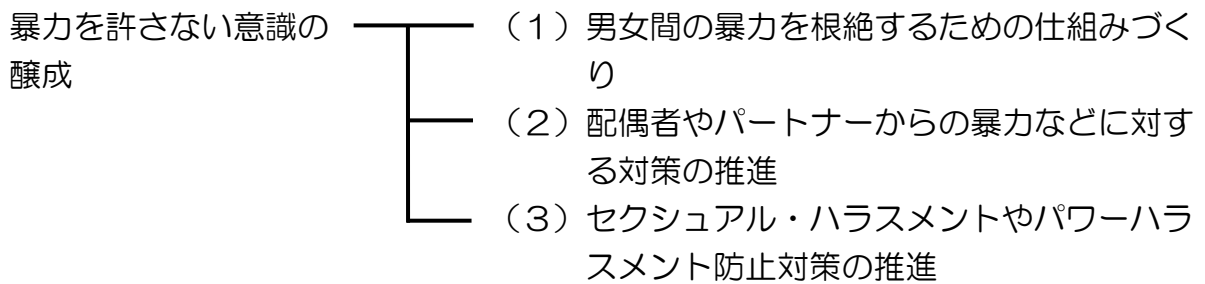 暴力を許さない意識の
醸成
（１）男女間の暴力を根絶するための仕組みづく
り
（２）配偶者やパートナーからの暴力などに対す
る対策の推進
（３）セクシュアル・ハラスメントやパワーハラ
スメント防止対策の推進